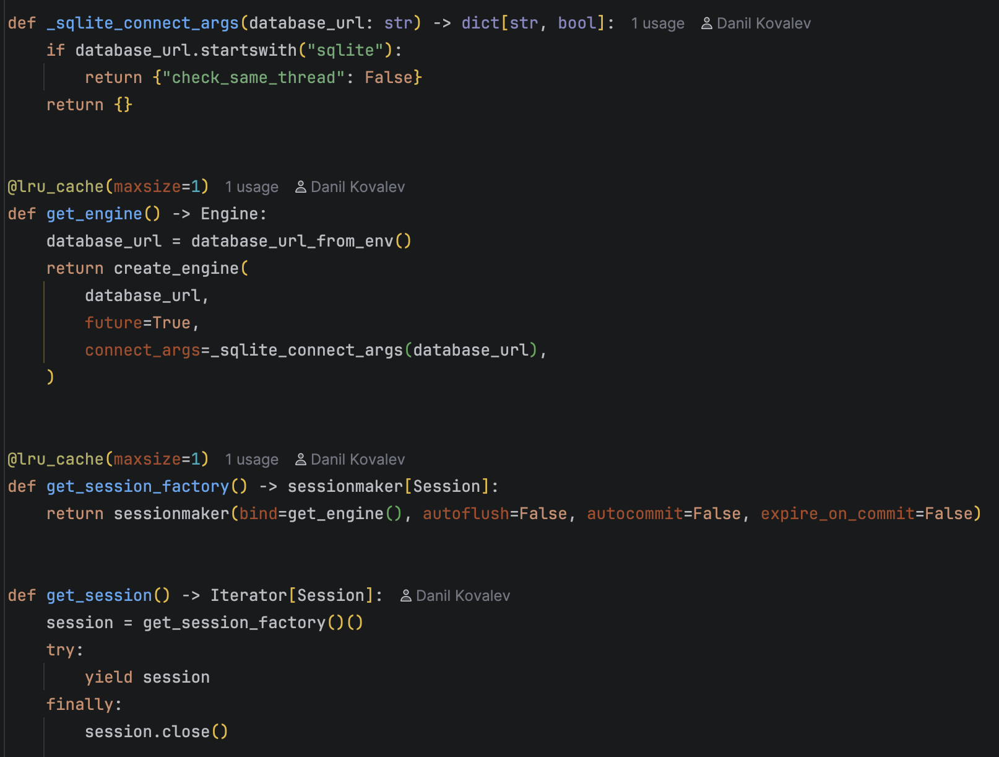 def _sqlite_connect_args(database_url: str) -> dict[str, bool]: 1 usage Danil Kovalev
    if database_url.startswith("sqlite"):
        return {"check_same_thread": False}
    return {}
@lru_cache(maxsize=1) 1 usage Danil Kovalev
def get_engine() -> Engine:
    database_url = database_url_from_env()
    return create_engine(
        database_url,
        future=True,
        connect_args=_sqlite_connect_args(database_url),
    )
@lru_cache(maxsize=1) 1 usage Danil Kovalev
def get_session_factory() -> sessionmaker[Session]:
    return sessionmaker(bind=get_engine(), autoflush=False, autocommit=False, expire_on_commit=False)
def get_session() -> Iterator[Session]: Danil Kovalev
    session = get_session_factory()()
    try:
        yield session
    finally:
        session.close()